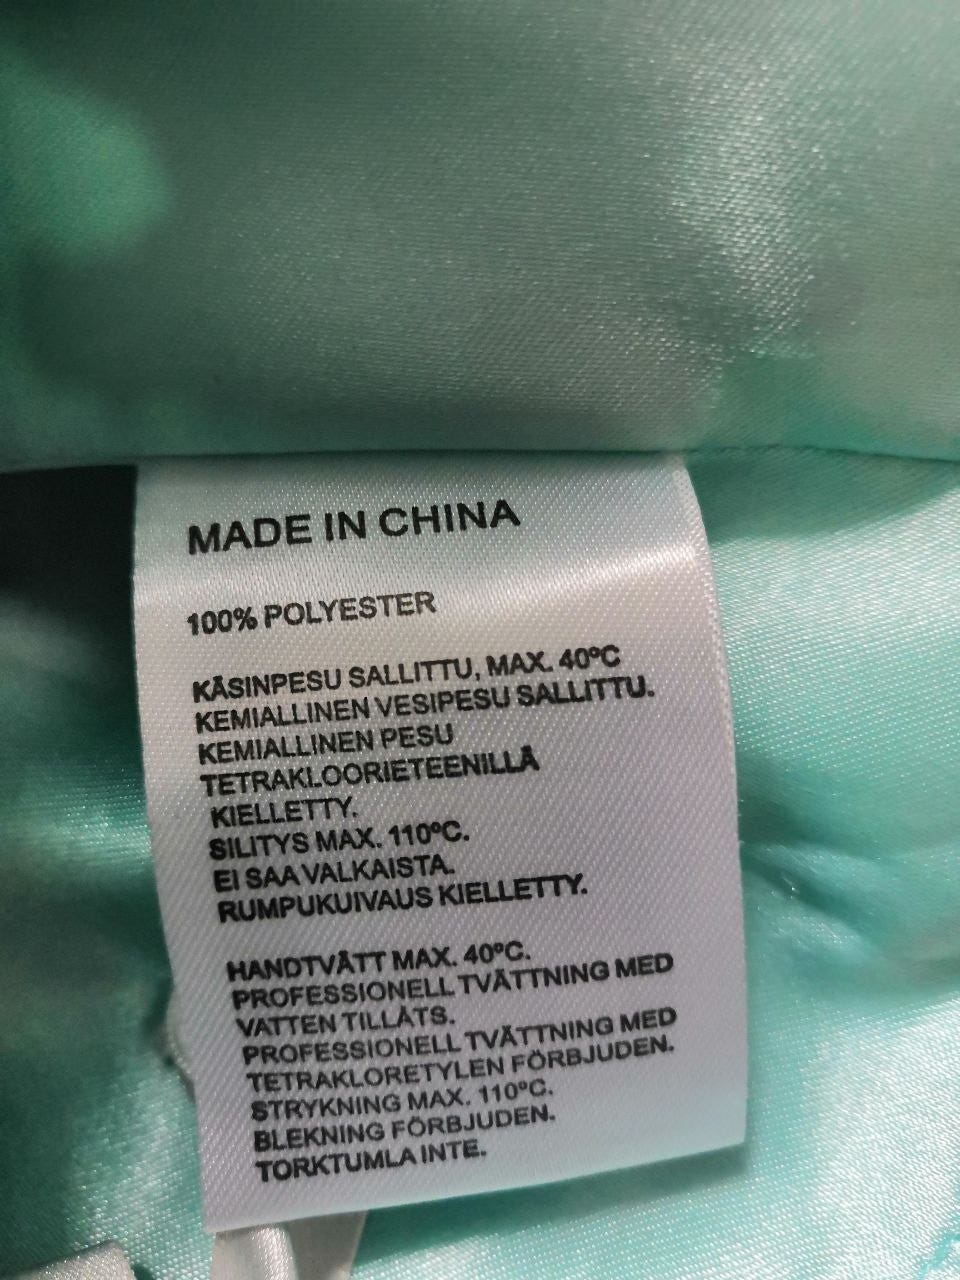 MADE IN CHINA
100% POLYESTER
KÄSINPESU SALLITTU, MAX. 40ºC
KEMIALLINEN VESIPESU SALLITTU.
KEMIALLINEN PESU
TETRAKLOORIETEENILLÄ
KIELLETTY.
SILITYS MAX. 110ºC.
EI SAA VALKAISTA.
RUMPUKUIVAUS KIELLETTY.
HANDTVÄTT MAX. 40ºC.
PROFESSIONELL TVÄTTNING MED
VATTEN TILLÅTS.
PROFESSIONELL TVÄTTNING MED
TETRAKLORETYLEN FÖRBJUDEN.
STRYKNING MAX. 110ºC.
BLEKNING FÖRBJUDEN.
TORKTUMLA INTE.